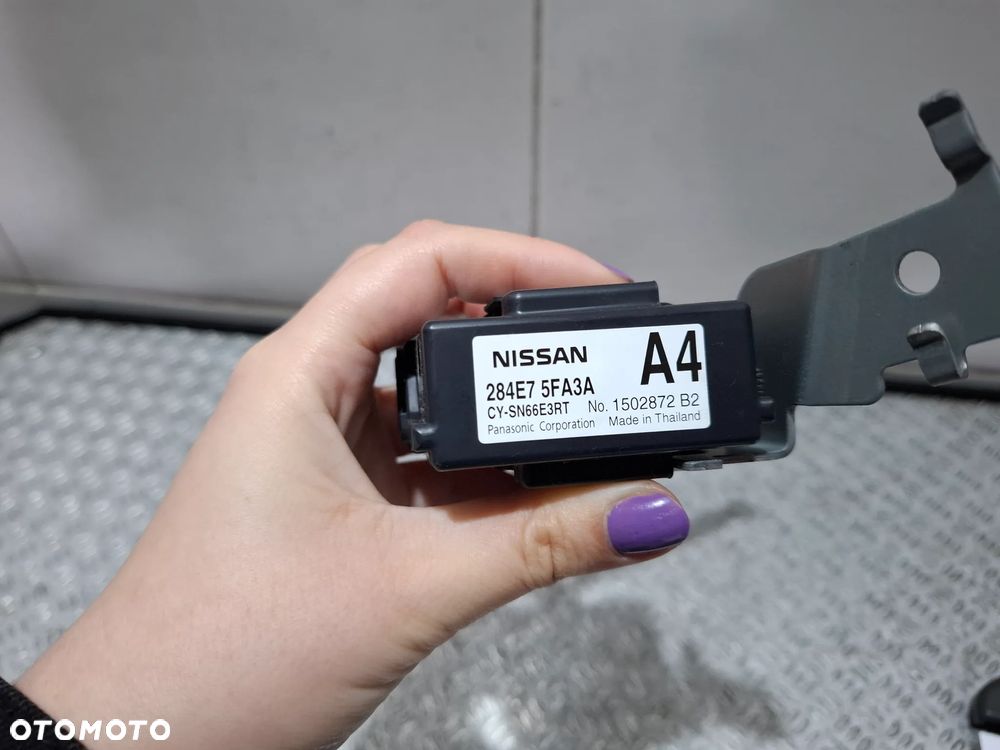 NISSAN
A4
284E7 5FA3A
CY-SN66E3RT No. 1502872 B2
Panasonic Corporation Made in Thailand
OTOMOTO